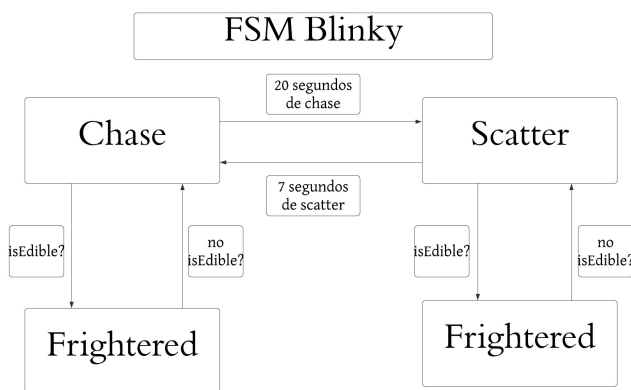 FSM Blinky
20 segundos
de chase
Chase
Scatter
7 segundos
de scatter
isEdible?
no
isEdible?
isEdible?
no
isEdible?
Frightered
Frightered